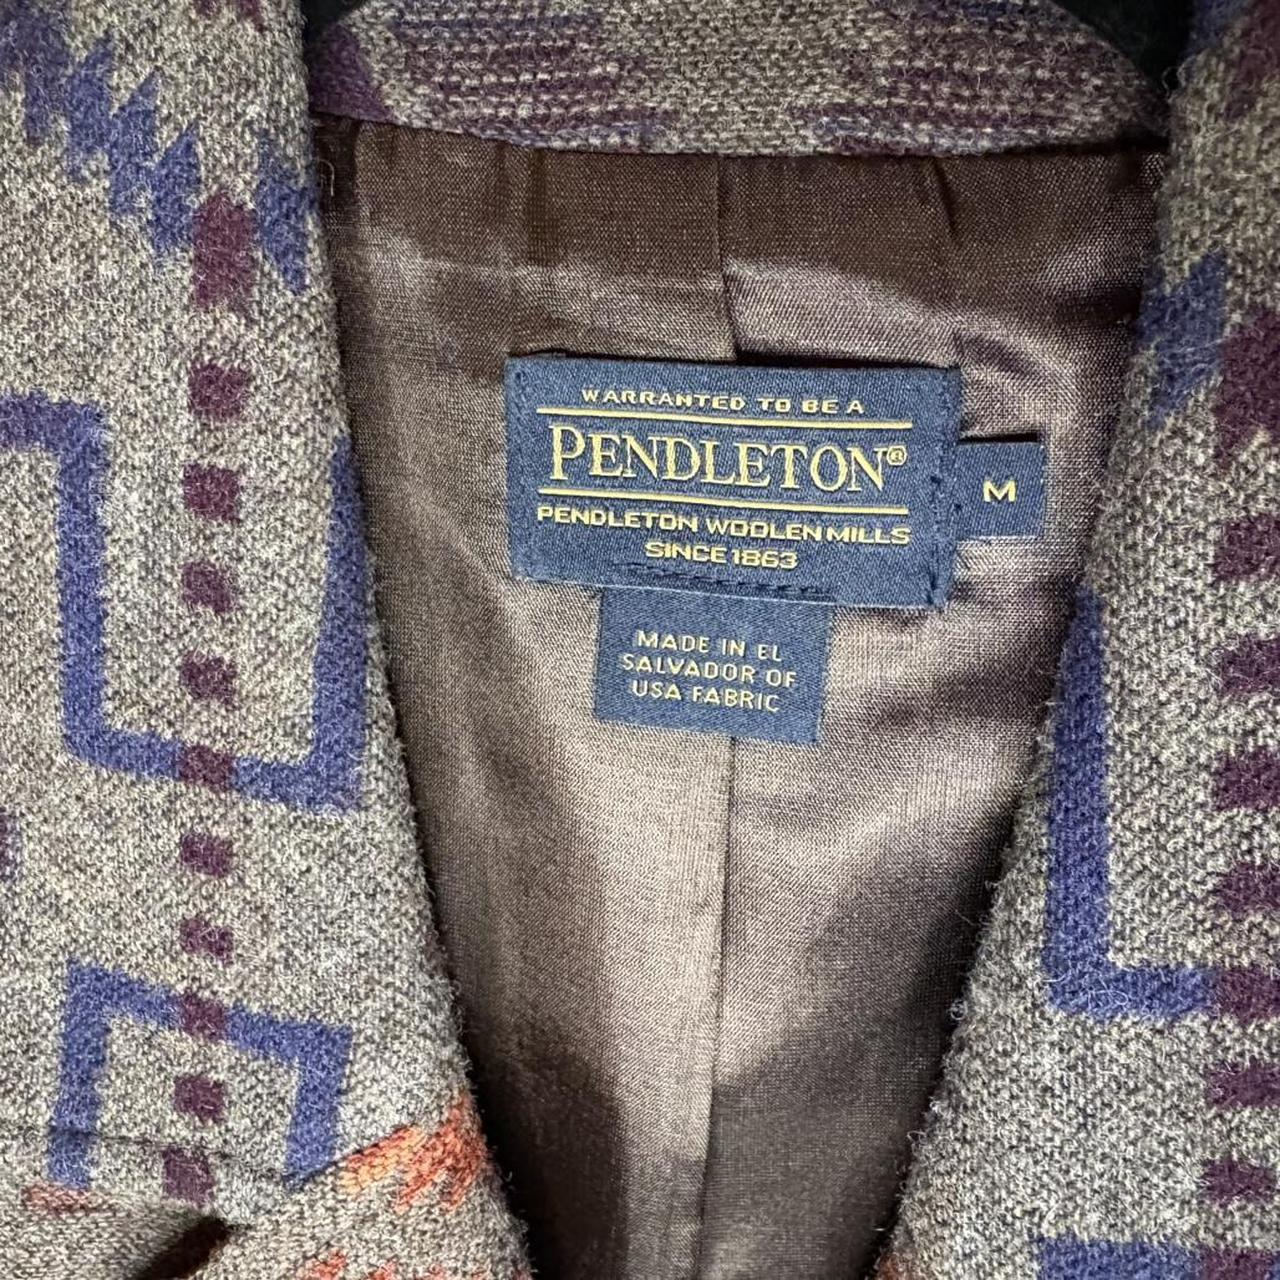 WARRANTED TO BE A
PENDLETON®
PENDLETON WOOLEN MILLS
SINCE 1863
M
MADE IN EL
SALVADOR OF
USA FABRIC